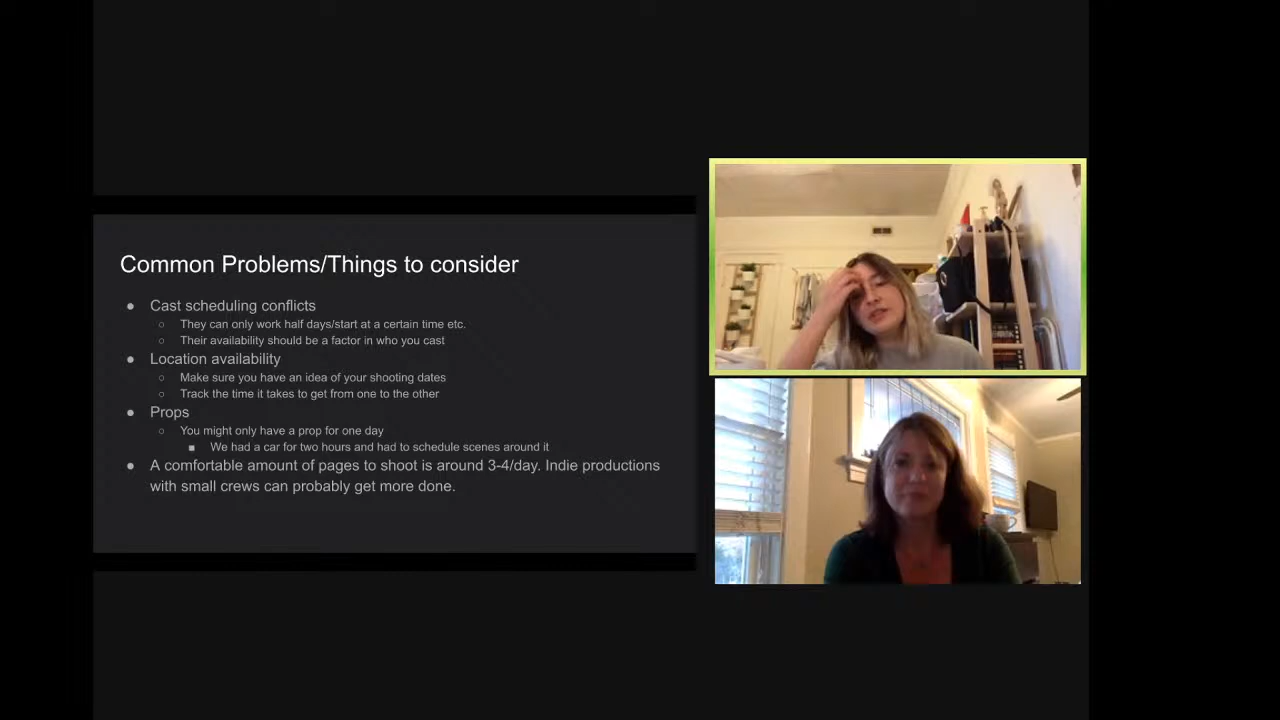 Common Problems/Things to consider
● Cast scheduling conflicts
○ They can only work half days/start at a certain time etc.
○ Their availability should be a factor in who you cast
● Location availability
○ Make sure you have an idea of your shooting dates
○ Track the time it takes to get from one to the other
● Props
○ You might only have a prop for one day
■ We had a car for two hours and had to schedule scenes around it
● A comfortable amount of pages to shoot is around 3-4/day. Indie productions
with small crews can probably get more done.